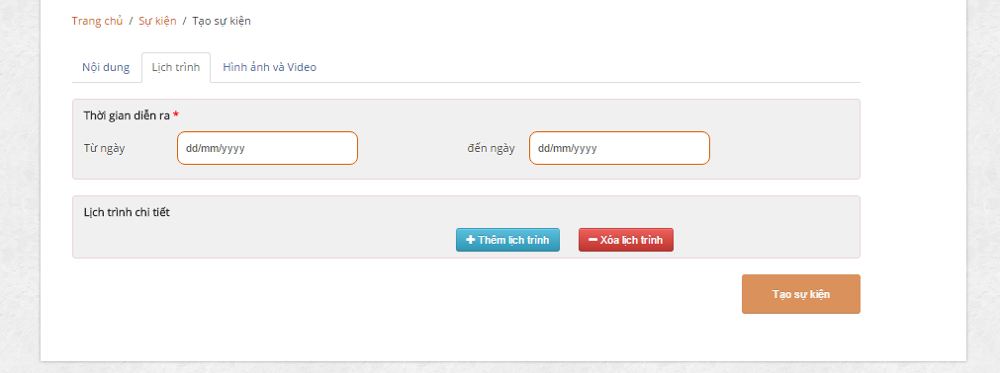 Trang chủ / Sự kiện / Tạo sự kiện
Nội dung Lịch trình Hình ảnh và Video
Thời gian diễn ra *
Từ ngày dd/mm/yyyy đến ngày dd/mm/yyyy
Lịch trình chi tiết
+ Thêm lịch trình − Xóa lịch trình
Tạo sự kiện